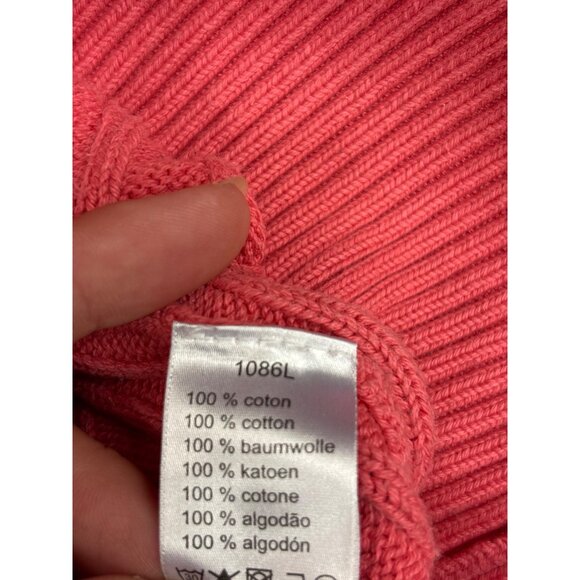 1086L
100 % coton
100 % cotton
100 % baumwolle
100 % katoen
100 % cotone
100 % algodão
100 % algodón